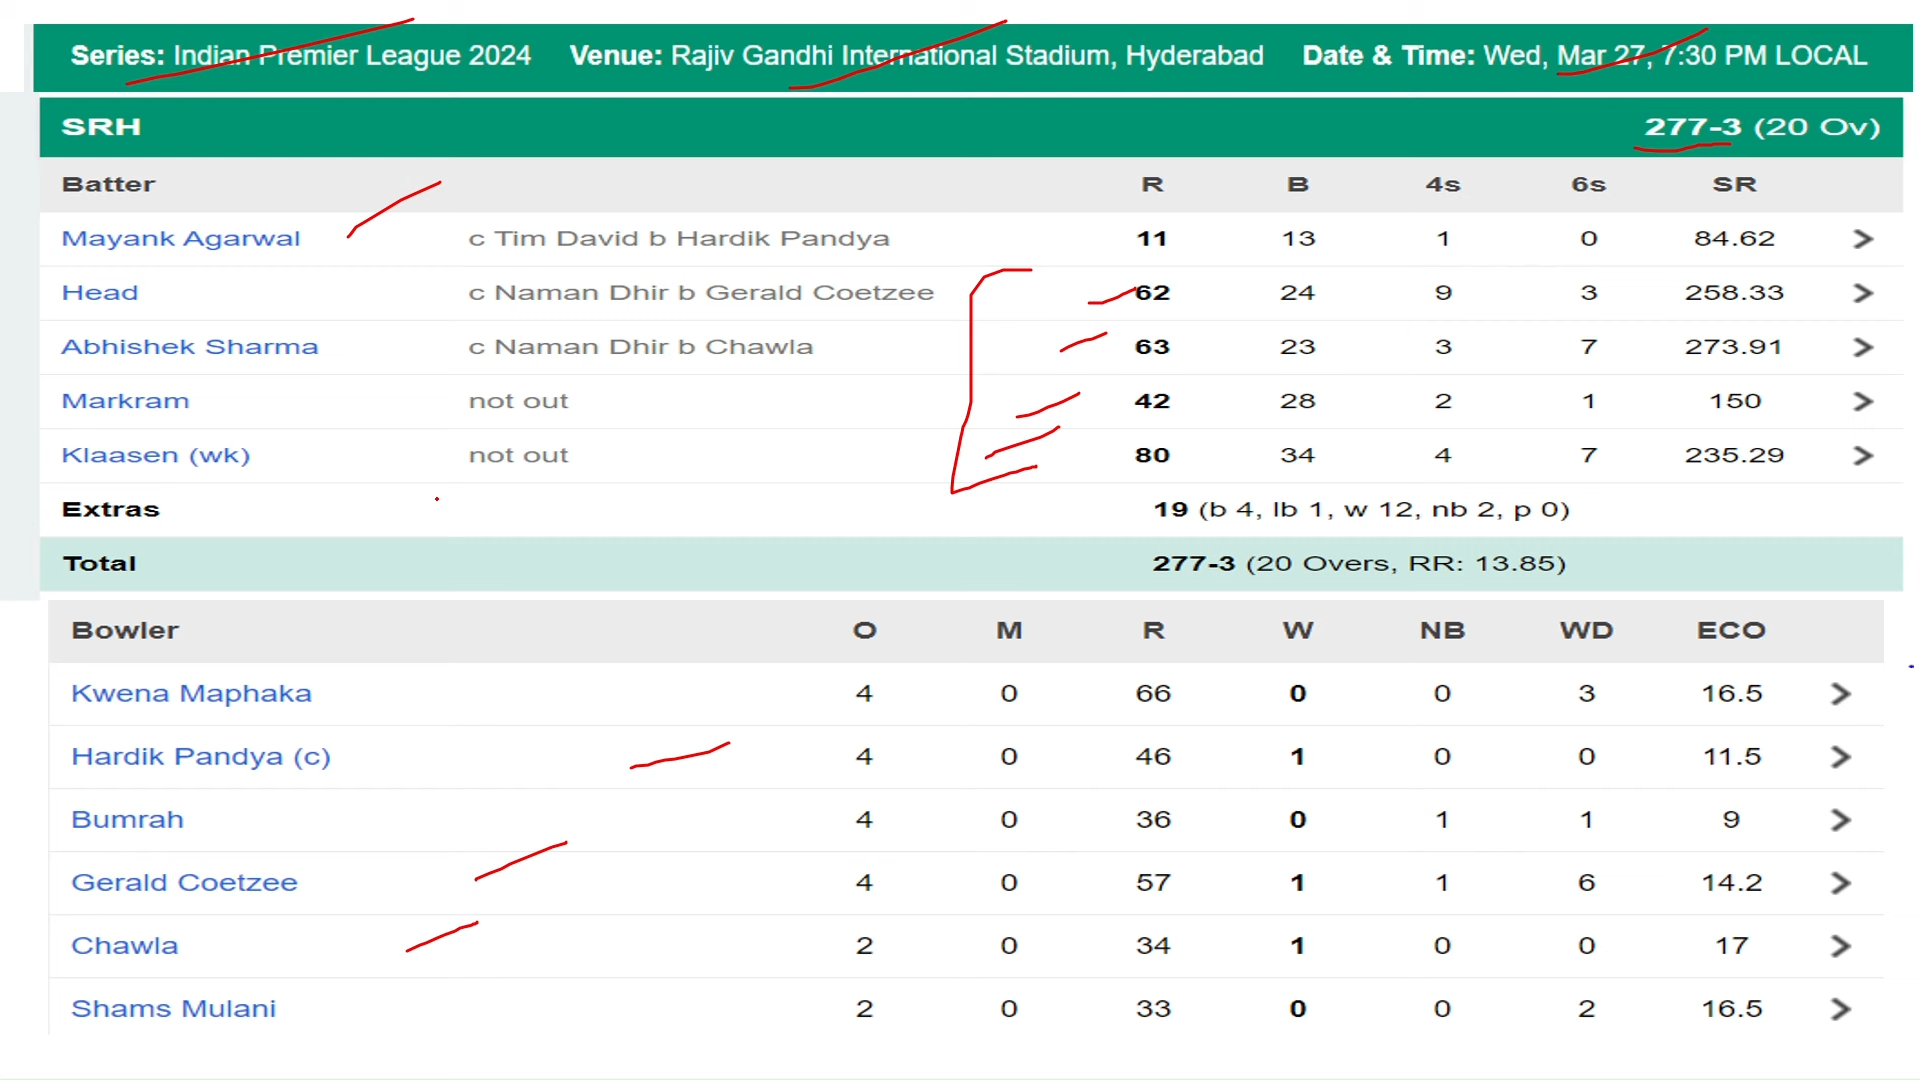 Series: Indian Premier League 2024 Venue: Rajiv Gandhi International Stadium, Hyderabad Date & Time: Wed, Mar 27, 7:30 PM LOCAL
SRH 277-3 (20 Ov)
Batter R B 4s 6s SR
Mayank Agarwal c Tim David b Hardik Pandya 11 13 1 0 84.62
Head c Naman Dhir b Gerald Coetzee 62 24 9 3 258.33
Abhishek Sharma c Naman Dhir b Chawla 63 23 3 7 273.91
Markram not out 42 28 2 1 150
Klaasen (wk) not out 80 34 4 7 235.29
Extras 19 (b 4, lb 1, w 12, nb 2, p 0)
Total 277-3 (20 Overs, RR: 13.85)
Bowler O M R W NB WD ECO
Kwena Maphaka 4 0 66 0 0 3 16.5
Hardik Pandya (c) 4 0 46 1 0 0 11.5
Bumrah 4 0 36 0 1 1 9
Gerald Coetzee 4 0 57 1 1 6 14.2
Chawla 2 0 34 1 0 0 17
Shams Mulani 2 0 33 0 0 2 16.5